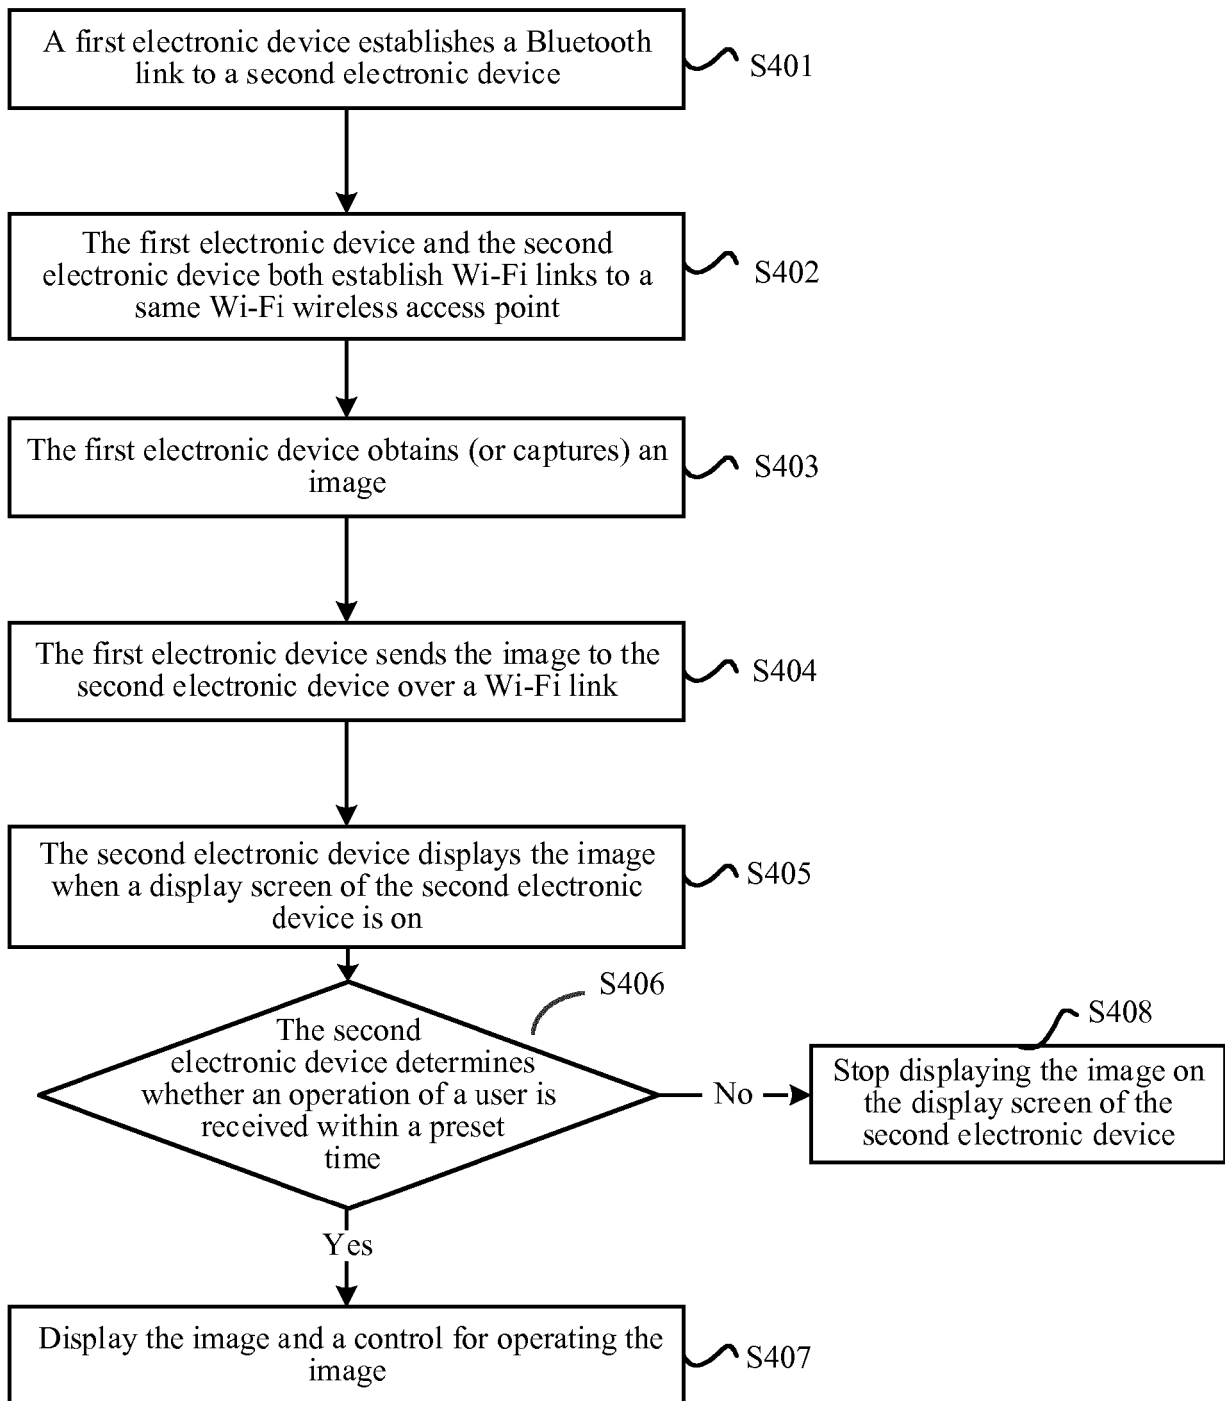 A first electronic device establishes a Bluetooth
link to a second electronic device
S401
The first electronic device and the second
electronic device both establish Wi-Fi links to a
same Wi-Fi wireless access point
S402
The first electronic device obtains (or captures) an
image
S403
The first electronic device sends the image to the
second electronic device over a Wi-Fi link
S404
The second electronic device displays the image
when a display screen of the second electronic
device is on
S405
S406
The second
electronic device determines
whether an operation of a user is
received within a preset
time
No
S408
Stop displaying the image on
the display screen of the
second electronic device
Yes
Display the image and a control for operating the
image
S407